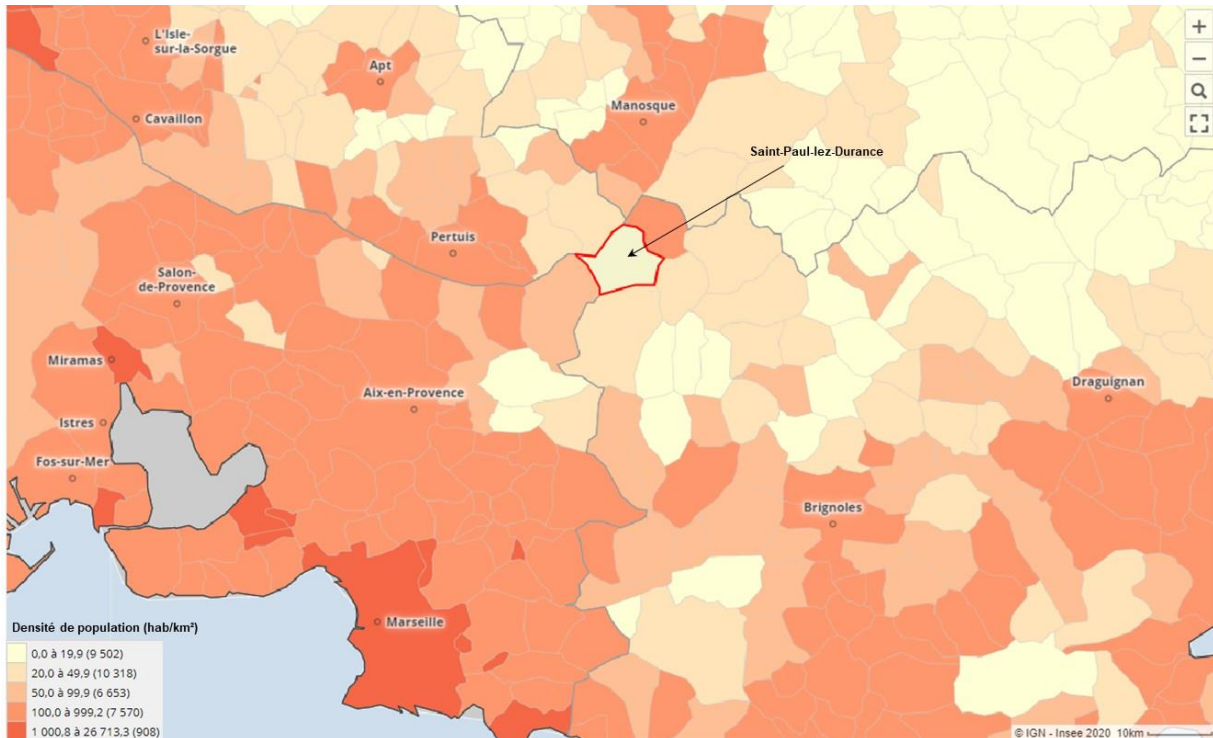 L'Isle-
sur-la-Sorgue
Apt
Cavaillon
Manosque
Saint-Paul-lez-Durance
Pertuis
Salon-
de-Provence
Miramas
Aix-en-Provence
Draguignan
Istres
Fos-sur-Mer
Brignoles
Marseille
Densité de population (hab/km²)
0,0 à 19,9 (9 502)
20,0 à 49,9 (10 318)
50,0 à 99,9 (6 653)
100,0 à 999,2 (7 570)
1 000,8 à 26 713,3 (908)
© IGN - Insee 2020 10km